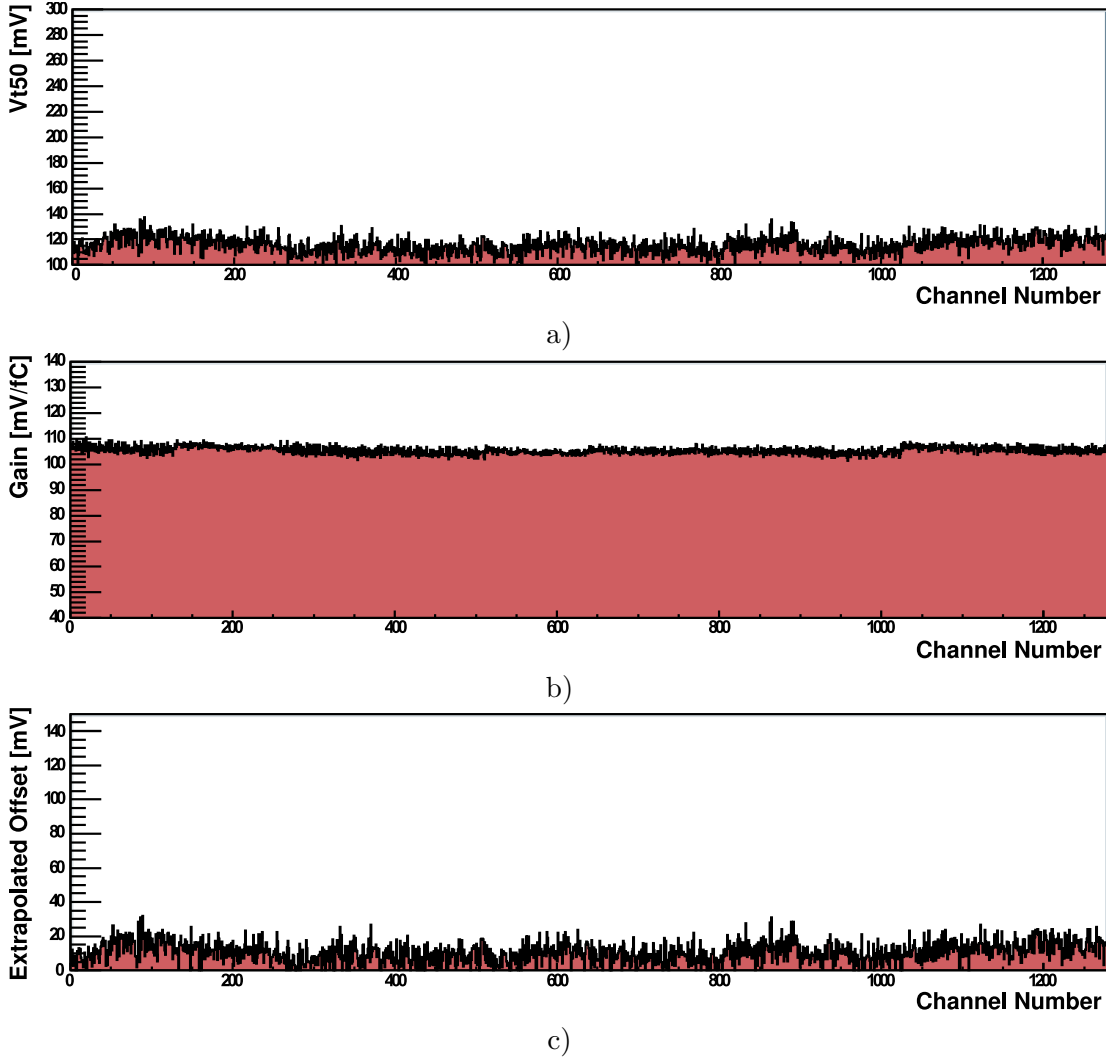 Vt50 [mV]
300
280
260
240
220
200
180
160
140
120
100
0 200 400 600 800 1000 1200
Channel Number
a)
Gain [mV/fC]
140
130
120
110
100
90
80
70
60
50
40
0 200 400 600 800 1000 1200
Channel Number
b)
Extrapolated Offset [mV]
140
120
100
80
60
40
20
0
0 200 400 600 800 1000 1200
Channel Number
c)